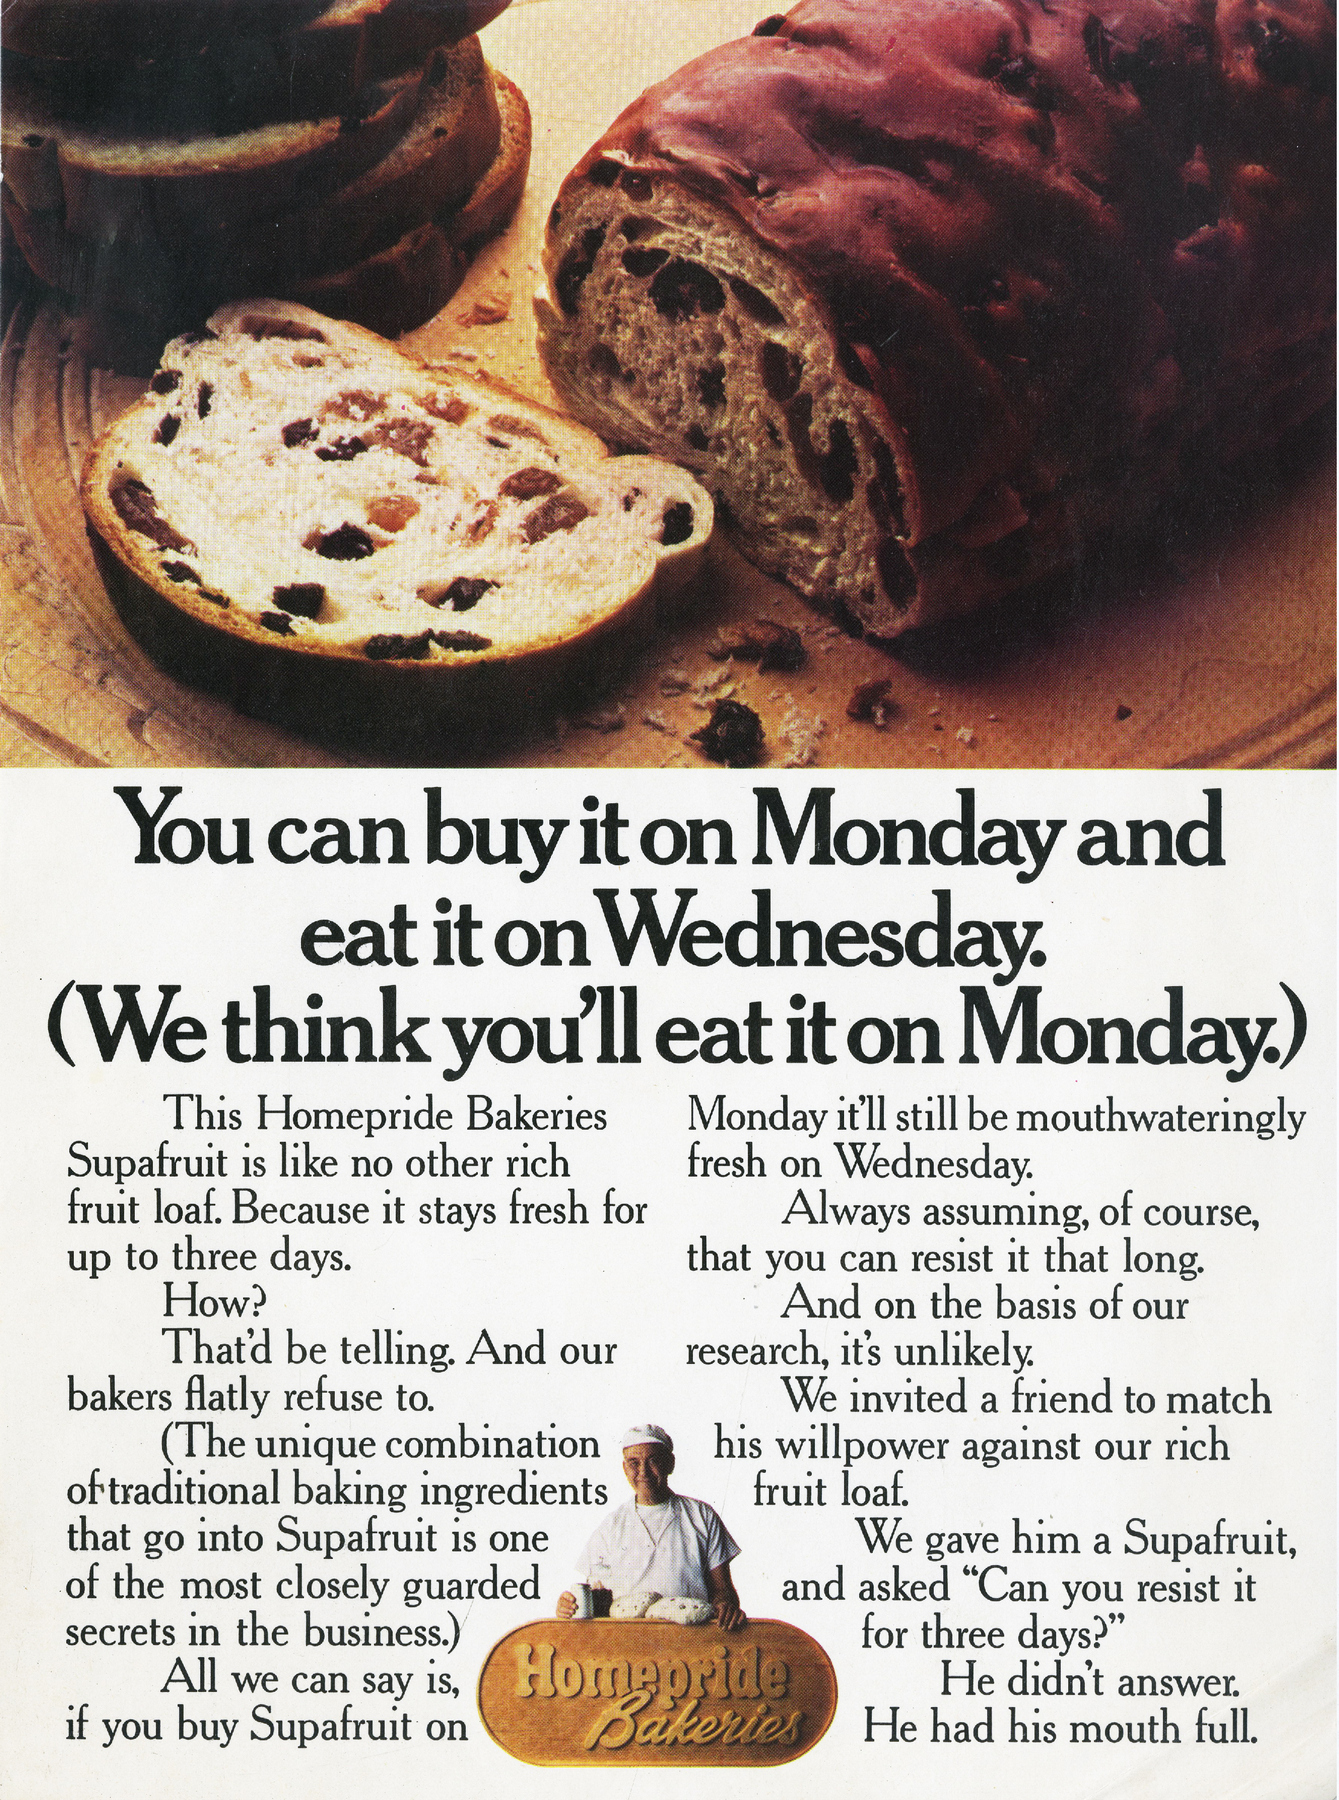 You can buy it on Monday and
eat it on Wednesday.
(We think you'll eat it on Monday.)
This Homepride Bakeries
Supafruit is like no other rich
fruit loaf. Because it stays fresh for
up to three days.
How?
That'd be telling. And our
bakers flatly refuse to.
(The unique combination
of traditional baking ingredients
that go into Supafruit is one
of the most closely guarded
secrets in the business.)
All we can say is,
if you buy Supafruit on
Monday it'll still be mouthwateringly
fresh on Wednesday.
Always assuming, of course,
that you can resist it that long.
And on the basis of our
research, it's unlikely.
We invited a friend to match
his willpower against our rich
fruit loaf.
We gave him a Supafruit,
and asked “Can you resist it
for three days?”
He didn't answer.
He had his mouth full.
Homepride
Bakeries